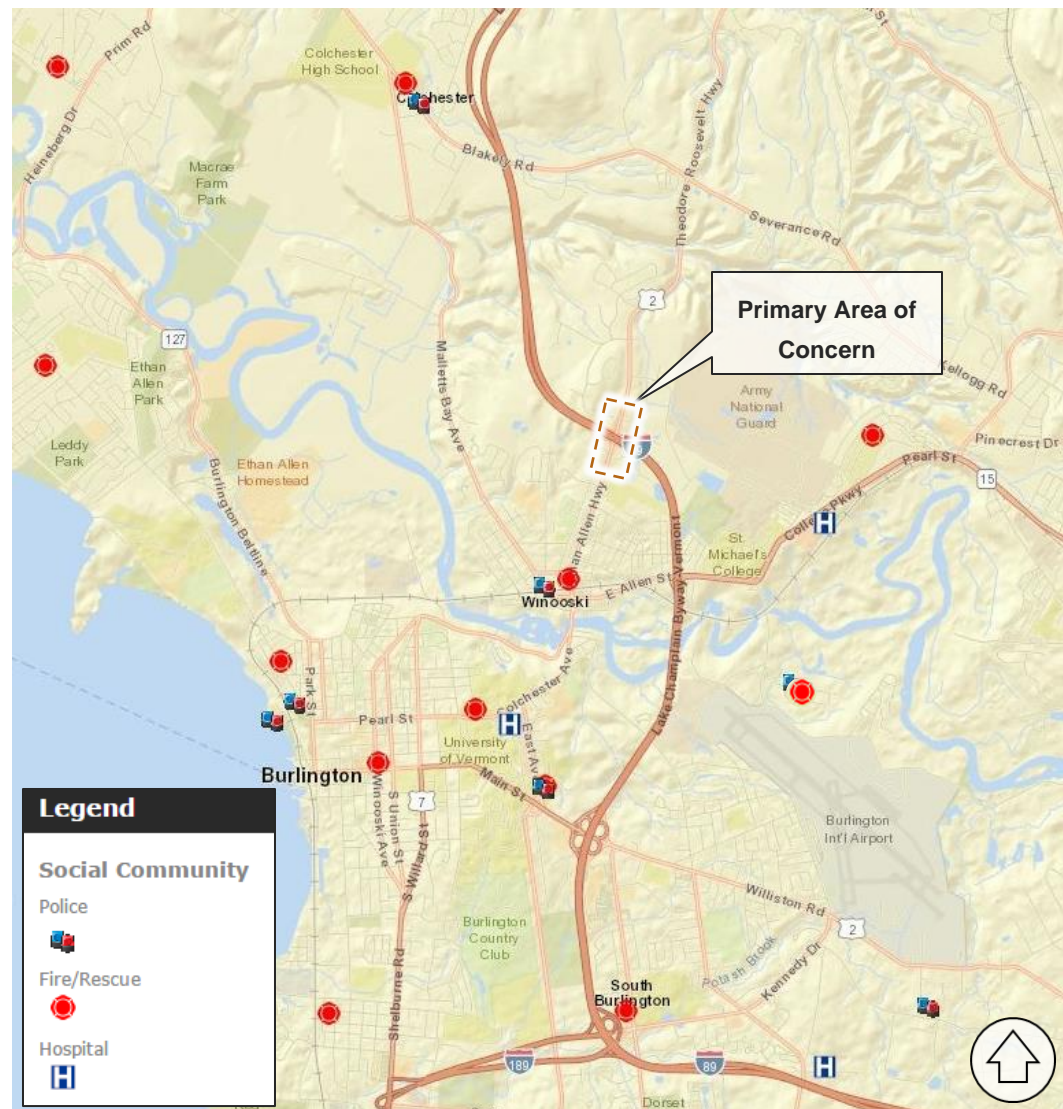 Prim Rd
Colchester
High School
Colchester
Heineberg Dr
Theodore Roosevelt Hwy
Blakely Rd
Macrae
Farm
Park
Severance Rd
2
Primary Area of
Concern
127
Ethan
Allen
Park
Malletts Bay Ave
Kellogg Rd
Army
National
Guard
Leddy
Park
Ethan Allen
Homestead
Pinecrest Dr
Pearl St
15
Burlington Beltline
College Pkwy
H
St.
Michael's
College
E Allen St
Winooski
Lake Champlain Byway-Vermont
Park St
Colchester Ave
Pearl St
H
East Ave
University
of Vermont
Burlington
Main St
Winooski Ave
S Union St
7
S Willard St
Burlington
Int'l Airport
Williston Rd
2
Burlington
Country
Club
Potash Brook
Kennedy Dr
South
Burlington
Shelburne Rd
189
89
H
Dorset
Legend
Social Community
Police
Fire/Rescue
Hospital
H